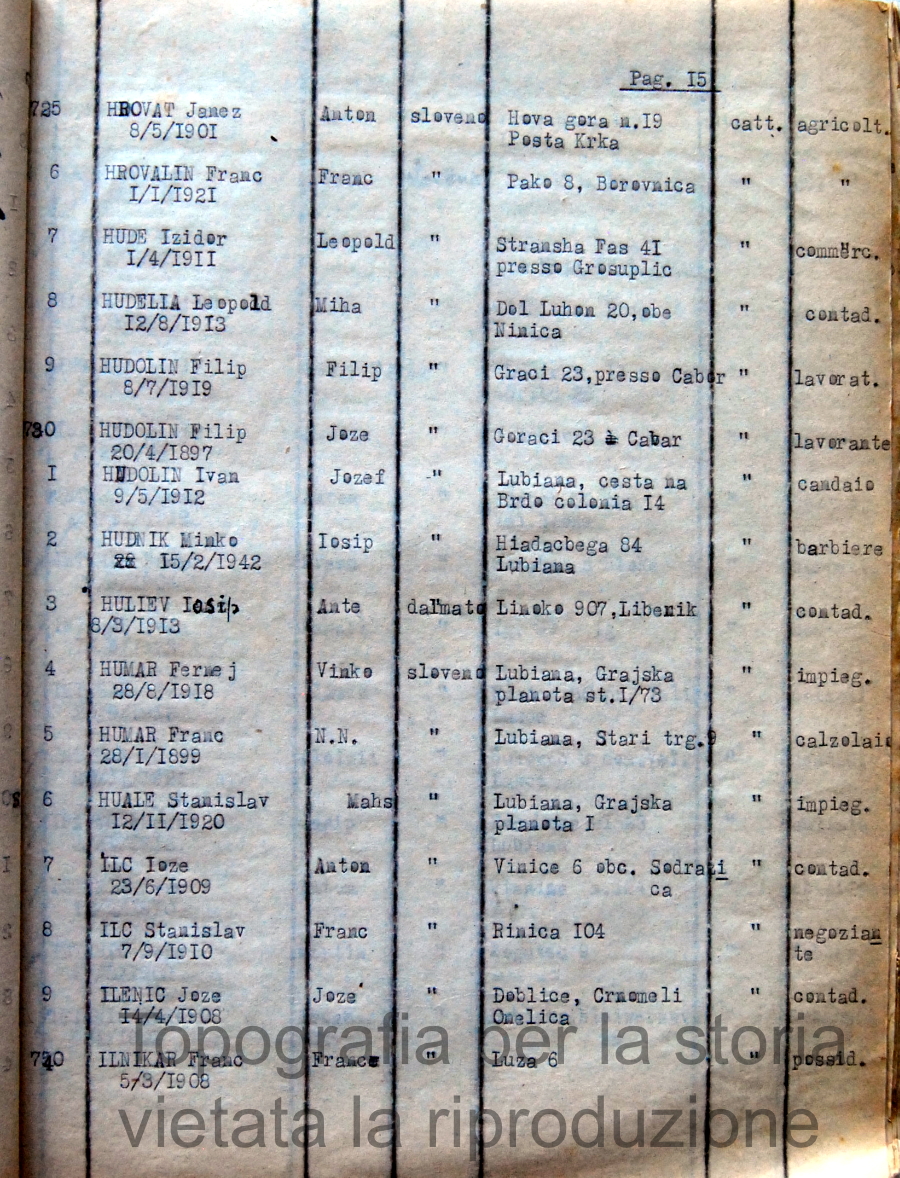 Pag. I5
725 HROVAT Janez Anton sloveno Hova gora n.I9 catt. agricolt.
8/5/I90I Posta Krka
6 HROVALIN Franc Franc " Pako 8, Borovnica " "
I/I/I92I
7 HUDE Izidor Leopold " Stransha Fas 4I " commerc.
I/4/I9II presso Grosuplic
8 HUDELIA Leopold Miha " Dol Luhon 20,obe " contad.
I2/8/I9I3 Ninica
9 HUDOLIN Filip Filip " Graci 23,presso Cabor " lavorat.
8/7/I9I9
730 HUDOLIN Filip Joze " Goraci 23 à Cabar " lavorante
20/4/I897
I HUDOLIN Ivan Jozef " Lubiana, cesta na " candaio
9/5/I9I2 Brdo colonia I4
2 HUDNIK Minko Iosip " Hiadacbega 84 " barbiere
I5/2/I942 Lubiana
3 HULIEV Iosip Ante dalmato Linoko 907,Libenik " contad.
8/3/I9I3
4 HUMAR Fernej Vinko sloveno Lubiana, Grajska " impieg.
28/8/I9I8 planota st.I/73
5 HUMAR Franc N.N. " Lubiana, Stari trg.9 " calzolaio
28/I/I899
6 HUALE Stanislav Mahs " Lubiana, Grajska " impieg.
I2/II/I920 planota I
7 ILC Ioze Anton " Vinice 6 obc. Sodrati " contad.
23/6/I909 ca
8 ILC Stanislav Franc " Rinica I04 " negozian
7/9/I9I0 te
9 ILENIC Joze Joze " Doblice, Crnomeli " contad.
I4/4/I908 Omelica
740 ILNIKAR Franc France " Luza 6 " possid.
5/3/I908
Topografia per la storia
vietata la riproduzione